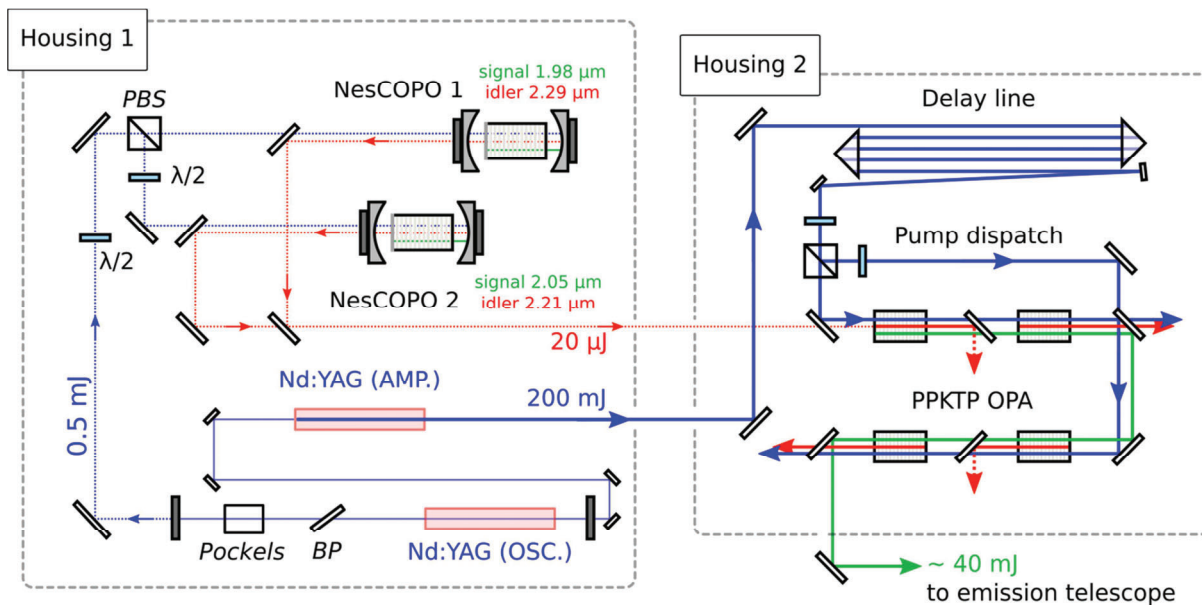 Housing 1
PBS
λ/2
λ/2
NesCOPO 1
signal 1.98 μm
idler 2.29 μm
NesCOPO 2
signal 2.05 μm
idler 2.21 μm
20 μJ
0.5 mJ
Nd:YAG (AMP.)
200 mJ
Pockels
BP
Nd:YAG (OSC.)
Housing 2
Delay line
Pump dispatch
PPKTP OPA
~ 40 mJ
to emission telescope